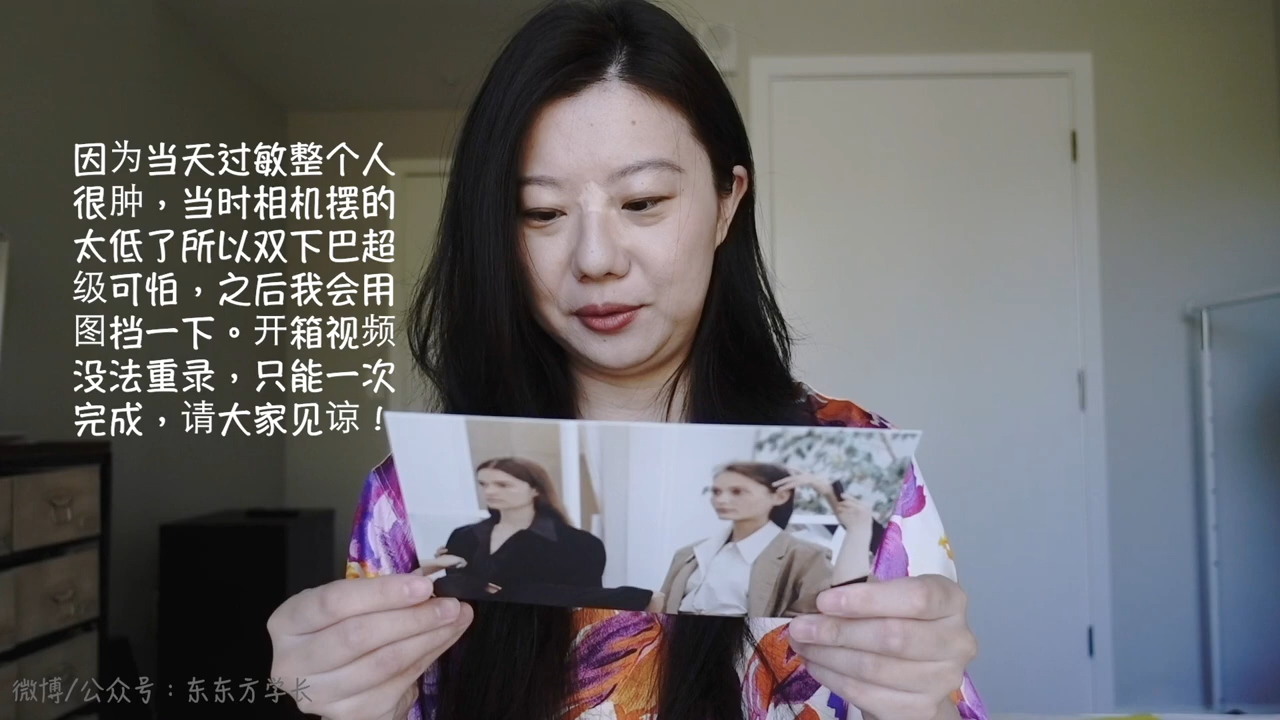 因为当天过敏整个人
很肿，当时相机摆的
太低了所以双下巴超
级可怕，之后我会用
图挡一下。开箱视频
没法重录，只能一次
完成，请大家见谅！
微博/公众号：东东方学长